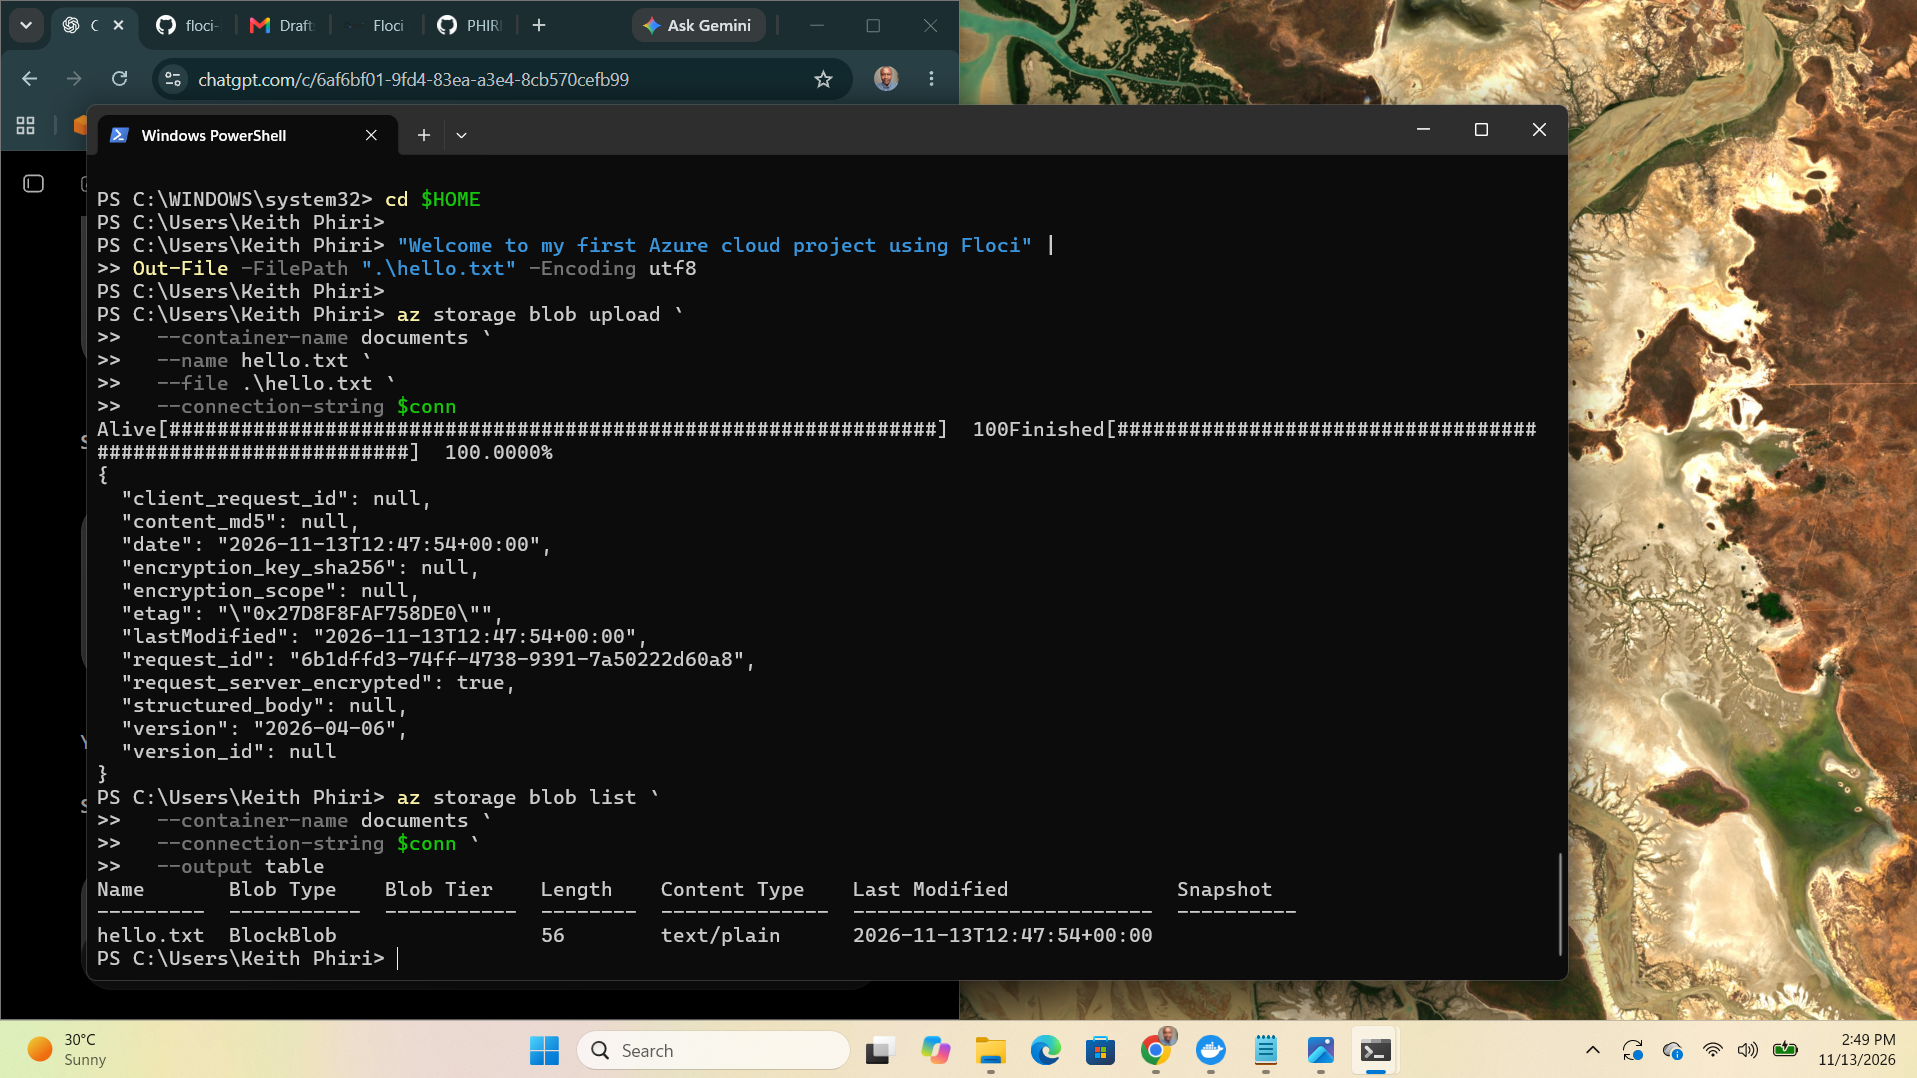 floci-
Draft
Floci
PHIRI
Ask Gemini
chatgpt.com/c/6af6bf01-9fd4-83ea-a3e4-8cb570cefb99
Windows PowerShell
PS C:\WINDOWS\system32> cd $HOME
PS C:\Users\Keith Phiri>
PS C:\Users\Keith Phiri> "Welcome to my first Azure cloud project using Floci" |
>> Out-File -FilePath ".\hello.txt" -Encoding utf8
PS C:\Users\Keith Phiri>
PS C:\Users\Keith Phiri> az storage blob upload `
>>   --container-name documents `
>>   --name hello.txt `
>>   --file .\hello.txt `
>>   --connection-string $conn
Alive[################################################################]  100Finished[###################################
##########################]  100.0000%
{
  "client_request_id": null,
  "content_md5": null,
  "date": "2026-11-13T12:47:54+00:00",
  "encryption_key_sha256": null,
  "encryption_scope": null,
  "etag": "\"0x27D8F8FAF758DE0\"",
  "lastModified": "2026-11-13T12:47:54+00:00",
  "request_id": "6b1dffd3-74ff-4738-9391-7a50222d60a8",
  "request_server_encrypted": true,
  "structured_body": null,
  "version": "2026-04-06",
  "version_id": null
}
PS C:\Users\Keith Phiri> az storage blob list `
>>   --container-name documents `
>>   --connection-string $conn `
>>   --output table
Name       Blob Type    Blob Tier    Length    Content Type    Last Modified              Snapshot
---------  -----------  -----------  --------  --------------  -------------------------  ----------
hello.txt  BlockBlob                 56        text/plain      2026-11-13T12:47:54+00:00
PS C:\Users\Keith Phiri>
30°C
Sunny
Search
2:49 PM
11/13/2026